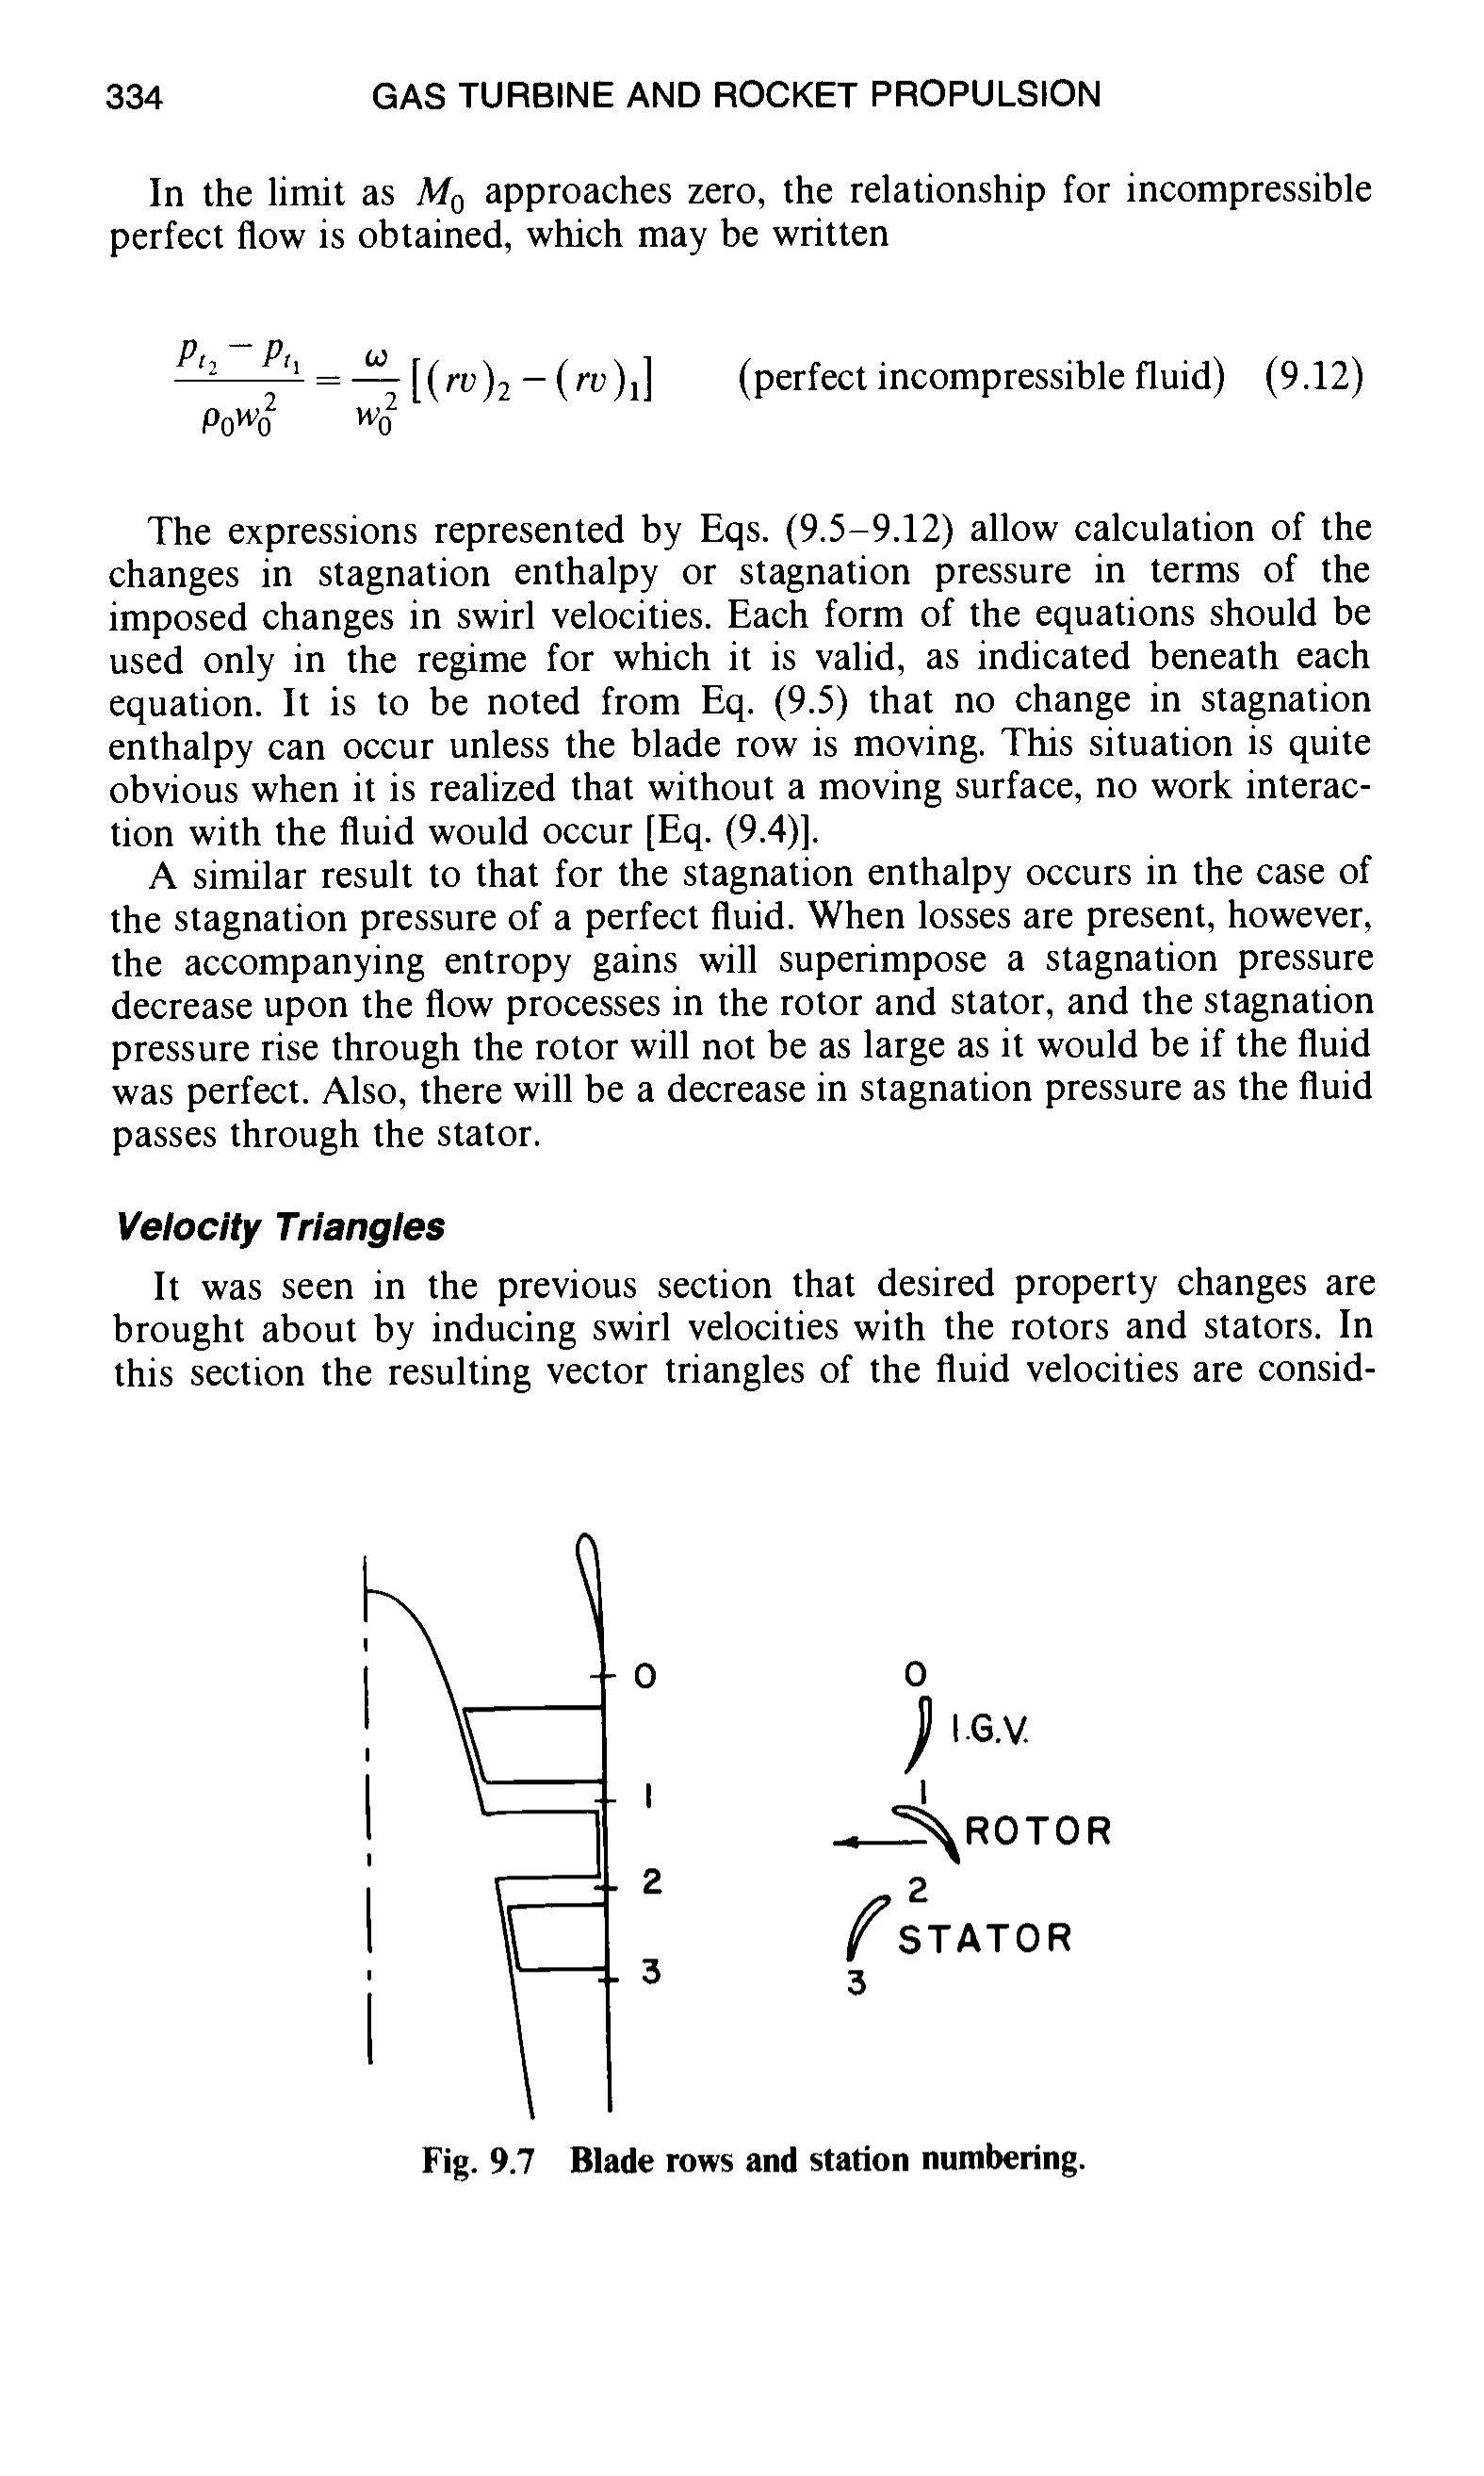 334 GAS TURBINE AND ROCKET PROPULSION
In the limit as M₀ approaches zero, the relationship for incompressible
perfect flow is obtained, which may be written
(p_{t₂} − p_{t₁}) / (ρ₀w₀²) = (ω / w₀²) [(rv)₂ − (rv)₁] (perfect incompressible fluid) (9.12)
The expressions represented by Eqs. (9.5–9.12) allow calculation of the
changes in stagnation enthalpy or stagnation pressure in terms of the
imposed changes in swirl velocities. Each form of the equations should be
used only in the regime for which it is valid, as indicated beneath each
equation. It is to be noted from Eq. (9.5) that no change in stagnation
enthalpy can occur unless the blade row is moving. This situation is quite
obvious when it is realized that without a moving surface, no work interac-
tion with the fluid would occur [Eq. (9.4)].
A similar result to that for the stagnation enthalpy occurs in the case of
the stagnation pressure of a perfect fluid. When losses are present, however,
the accompanying entropy gains will superimpose a stagnation pressure
decrease upon the flow processes in the rotor and stator, and the stagnation
pressure rise through the rotor will not be as large as it would be if the fluid
was perfect. Also, there will be a decrease in stagnation pressure as the fluid
passes through the stator.
Velocity Triangles
It was seen in the previous section that desired property changes are
brought about by inducing swirl velocities with the rotors and stators. In
this section the resulting vector triangles of the fluid velocities are consid-
0
1
2
3
0
I.G.V.
1
ROTOR
2
STATOR
3
Fig. 9.7 Blade rows and station numbering.